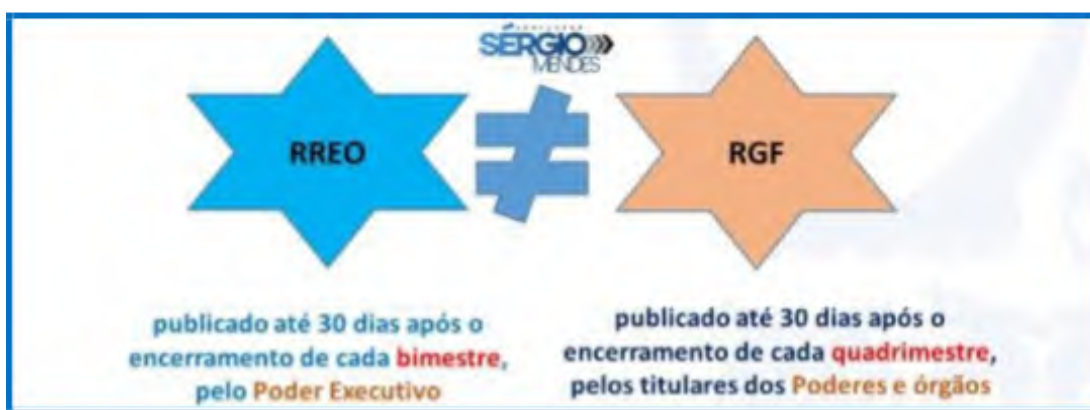 SÉRGIO
MENDES
RREO
RGF
publicado até 30 dias após o
encerramento de cada bimestre,
pelo Poder Executivo
publicado até 30 dias após o
encerramento de cada quadrimestre,
pelos titulares dos Poderes e órgãos